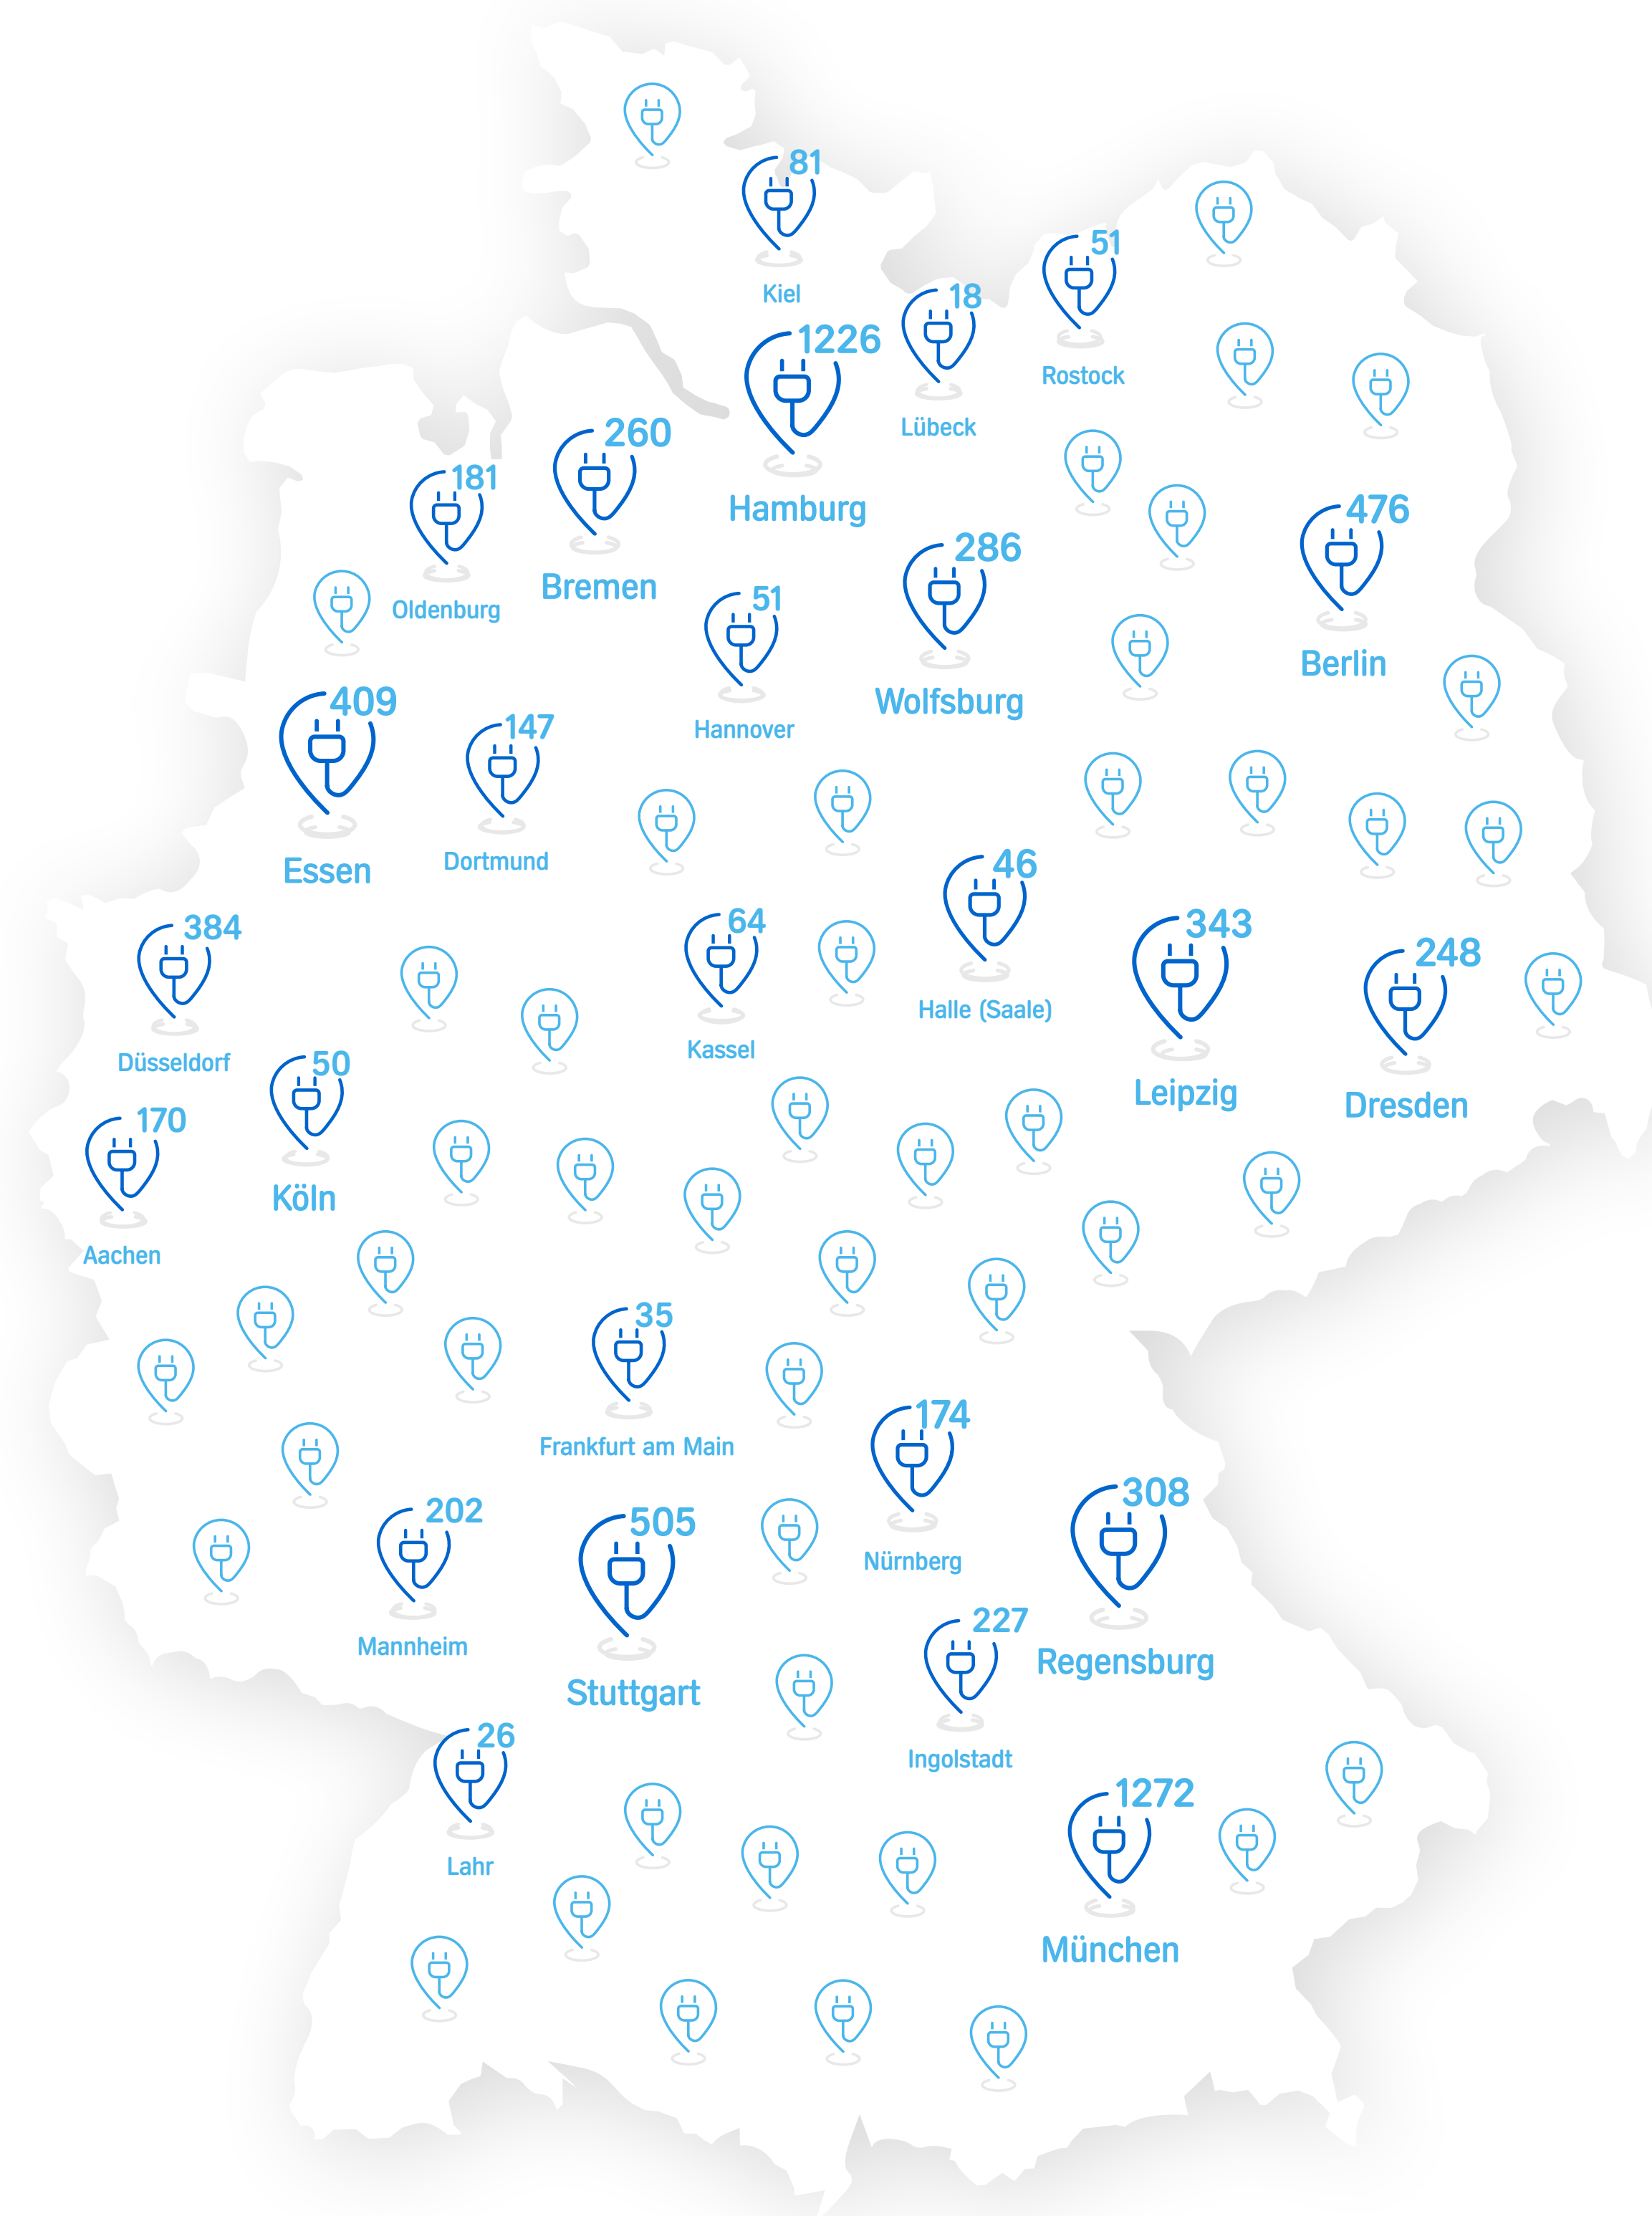 81
Kiel
51
Rostock
18
Lübeck
1226
Hamburg
260
Bremen
181
Oldenburg
476
Berlin
286
Wolfsburg
51
Hannover
409
Essen
147
Dortmund
46
Halle (Saale)
64
Kassel
343
Leipzig
248
Dresden
384
Düsseldorf
50
Köln
170
Aachen
35
Frankfurt am Main
174
Nürnberg
308
Regensburg
202
Mannheim
505
Stuttgart
227
Ingolstadt
26
Lahr
1272
München